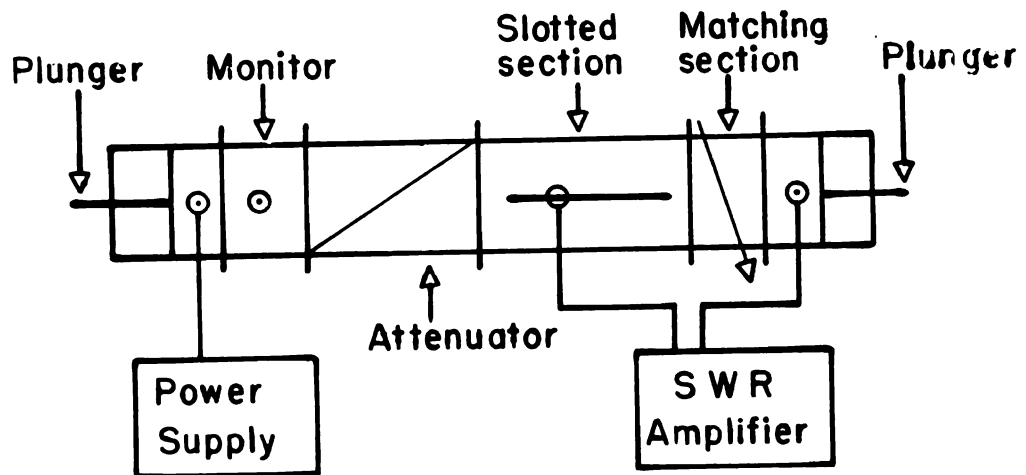 Plunger
Monitor
Slotted
section
Matching
section
Plunger
Attenuator
Power
Supply
SWR
Amplifier